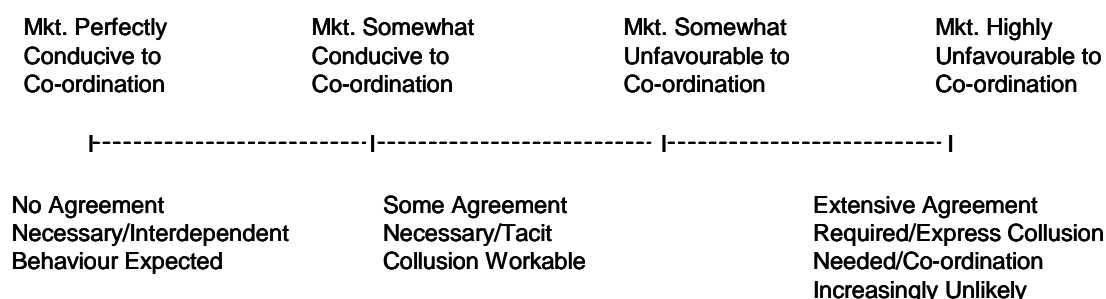 Mkt. Perfectly
Conducive to
Co-ordination
Mkt. Somewhat
Conducive to
Co-ordination
Mkt. Somewhat
Unfavourable to
Co-ordination
Mkt. Highly
Unfavourable to
Co-ordination
No Agreement
Necessary/Interdependent
Behaviour Expected
Some Agreement
Necessary/Tacit
Collusion Workable
Extensive Agreement
Required/Express Collusion
Needed/Co-ordination
Increasingly Unlikely